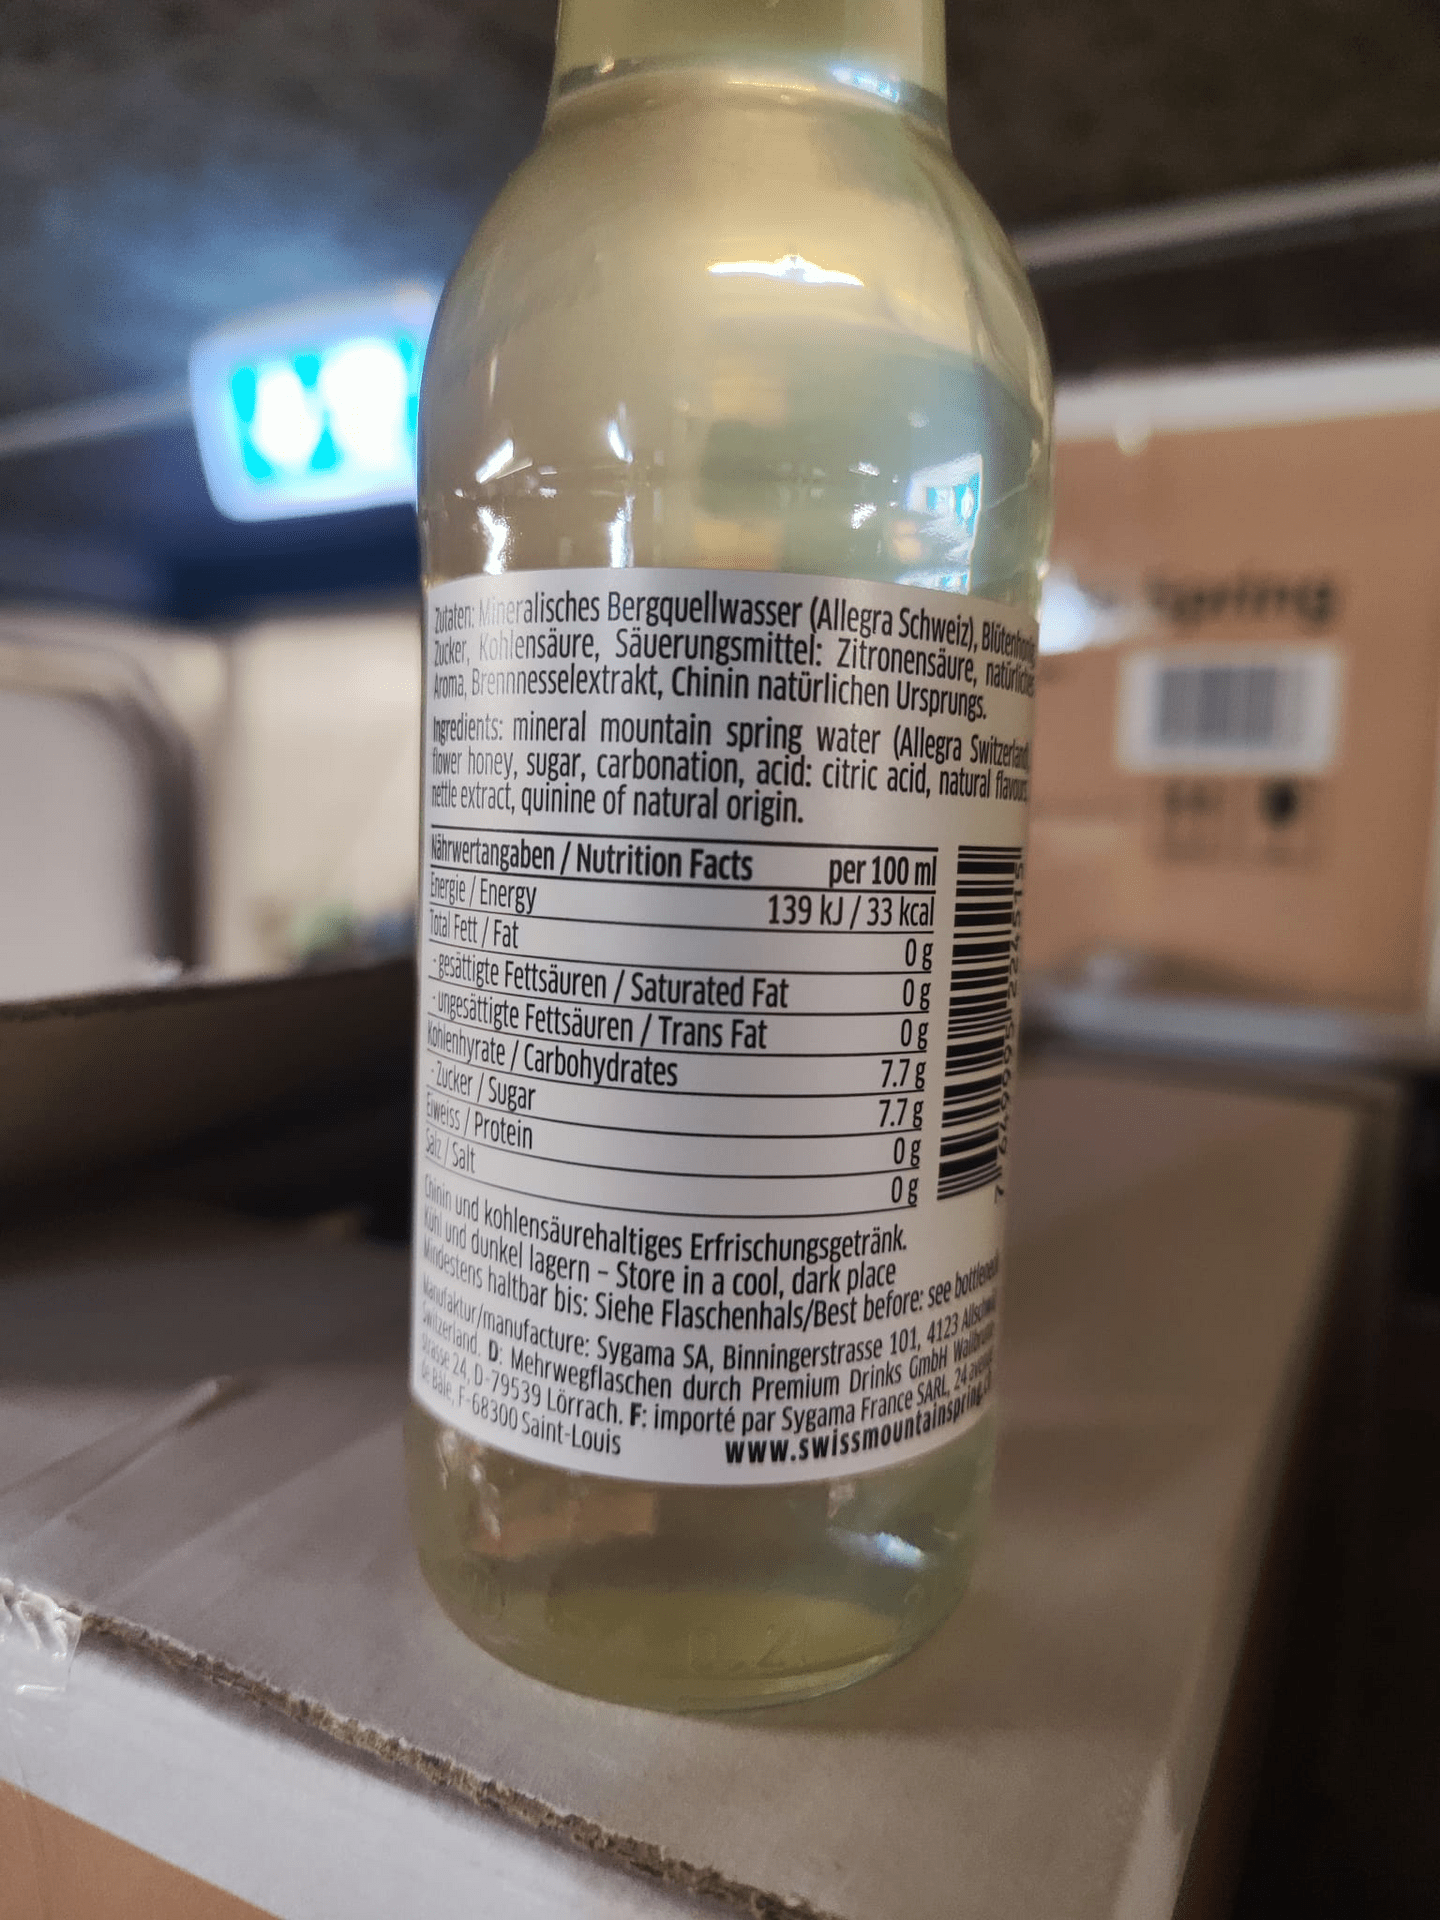 Zutaten: Mineralisches Bergquellwasser (Allegra Schweiz), Blütenhonig,
Zucker, Kohlensäure, Säuerungsmittel: Zitronensäure, natürliches
Aroma, Brennnesselextrakt, Chinin natürlichen Ursprungs.
Ingredients: mineral mountain spring water (Allegra Switzerland)
flower honey, sugar, carbonation, acid: citric acid, natural flavours
nettle extract, quinine of natural origin.
Nährwertangaben / Nutrition Facts per 100 ml
Energie / Energy 139 kJ / 33 kcal
Total Fett / Fat 0 g
- gesättigte Fettsäuren / Saturated Fat 0 g
- ungesättigte Fettsäuren / Trans Fat 0 g
Kohlenhyrate / Carbohydrates 7.7 g
- Zucker / Sugar 7.7 g
Eiweiss / Protein 0 g
Salz / Salt 0 g
Chinin und kohlensäurehaltiges Erfrischungsgetränk.
Kühl und dunkel lagern – Store in a cool, dark place
Mindestens haltbar bis: Siehe Flaschenhals/Best before: see bottleneck
Manufaktur/manufacture: Sygama SA, Binningerstrasse 101, 4123 Allschwil
Switzerland. D: Mehrwegflaschen durch Premium Drinks GmbH Wallbrunn
strasse 24, D-79539 Lörrach. F: importé par Sygama France SARL, 24 avenue
de Bâle, F-68300 Saint-Louis
www.swissmountainspring.ch
spring